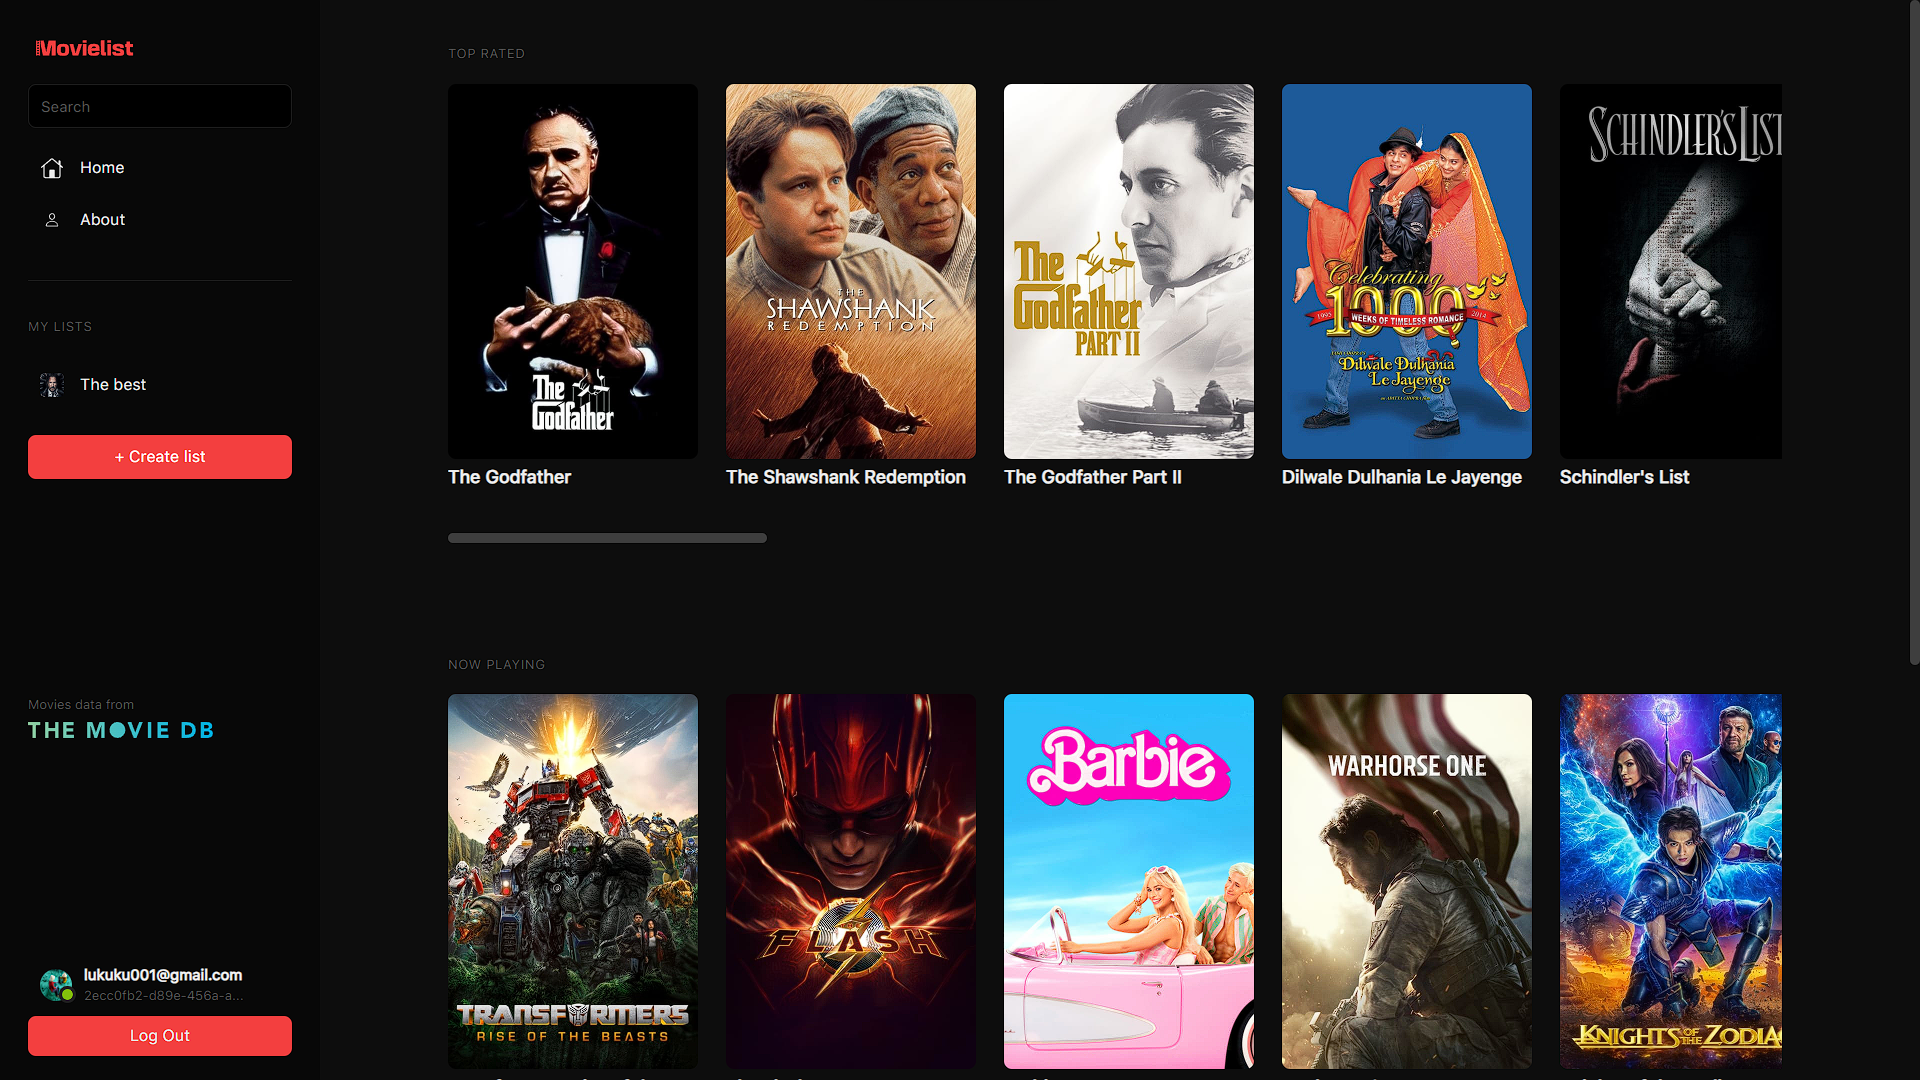 Movielist
Search
Home
About
MY LISTS
The best
+ Create list
Movies data from
THE MOVIE DB
lukuku001@gmail.com
2ecc0fb2-d89e-456a-a...
Log Out
TOP RATED
The
Godfather
The Godfather
THE
SHAWSHANK
REDEMPTION
The Shawshank Redemption
The
Godfather
PART II
The Godfather Part II
Celebrating
1000
1995 WEEKS OF TIMELESS ROMANCE 2014
Dilwale Dulhania
Le Jayenge
Dilwale Dulhania Le Jayenge
SCHINDLER'S LIST
Schindler's List
NOW PLAYING
TRANSFORMERS
RISE OF THE BEASTS
FLASH
Barbie
WARHORSE ONE
KNIGHTS OF THE ZODIA